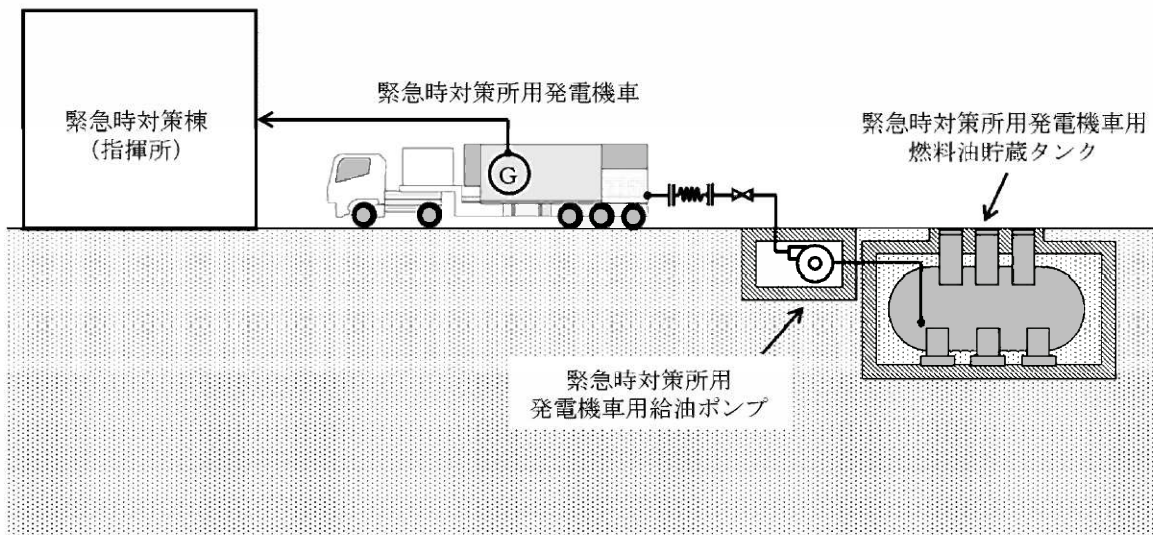 緊急時対策棟
（指揮所）
緊急時対策所用発電機車
G
緊急時対策所用発電機車用
燃料油貯蔵タンク
緊急時対策所用
発電機車用給油ポンプ